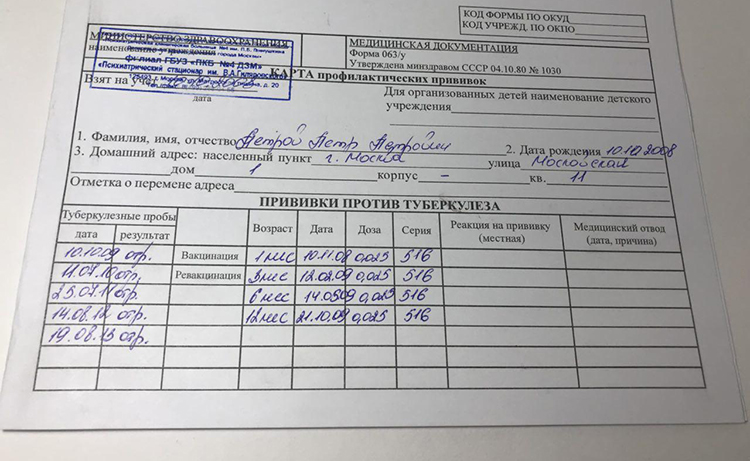 КОД ФОРМЫ ПО ОКУД
КОД УЧРЕЖД. ПО ОКПО
МИНИСТЕРСТВО ЗДРАВООХРАНЕНИЯ
наименование учреждения
Филиал ГБУЗ «ПКБ №4 ДЗМ»
«Психиатрический стационар им. В.А. Гиляровского»
МЕДИЦИНСКАЯ ДОКУМЕНТАЦИЯ
Форма 063/у
Утверждена минздравом СССР 04.10.80 № 1030
КАРТА профилактических прививок
Взят на учет
дата
Для организованных детей наименование детского
учреждения
1. Фамилия, имя, отчество Петров Петр Петрович 2. Дата рождения 10.10.2008
3. Домашний адрес: населенный пункт г. Москва улица Московская
дом 1 корпус – кв. 11
Отметка о перемене адреса
ПРИВИВКИ ПРОТИВ ТУБЕРКУЛЕЗА
Туберкулезные пробы Возраст Дата Доза Серия Реакция на прививку (местная) Медицинский отвод (дата, причина)
дата результат
10.10.09 отр. Вакцинация 1 мес 10.11.08 0,025 516
11.07.10 отр. Ревакцинация 3 мес 12.02.09 0,025 516
25.07.11 отр. 6 мес 14.0509 0,025 516
14.08.12 отр. 12 мес 21.10.09 0,025 516
19.08.13 отр.